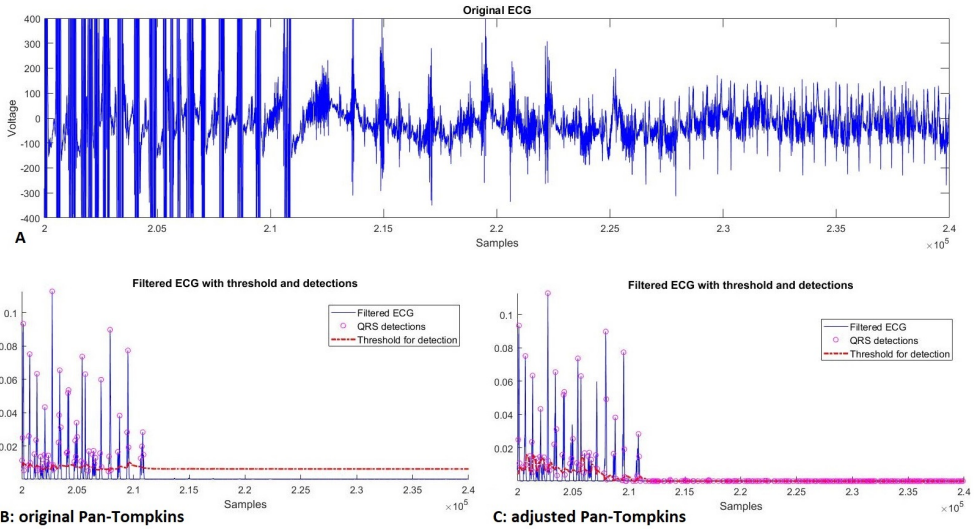 Original ECG
400
300
200
100
0
-100
-200
-300
-400
Voltage
2 2.05 2.1 2.15 2.2 2.25 2.3 2.35 2.4
Samples
×10^5
A
Filtered ECG with threshold and detections
0.1
0.08
0.06
0.04
0.02
Filtered ECG
QRS detections
Threshold for detection
2 2.05 2.1 2.15 2.2 2.25 2.3 2.35 2.4
Samples
×10^5
B: original Pan-Tompkins
Filtered ECG with threshold and detections
0.1
0.08
0.06
0.04
0.02
Filtered ECG
QRS detections
Threshold for detection
2 2.05 2.1 2.15 2.2 2.25 2.3 2.35 2.4
Samples
×10^5
C: adjusted Pan-Tompkins